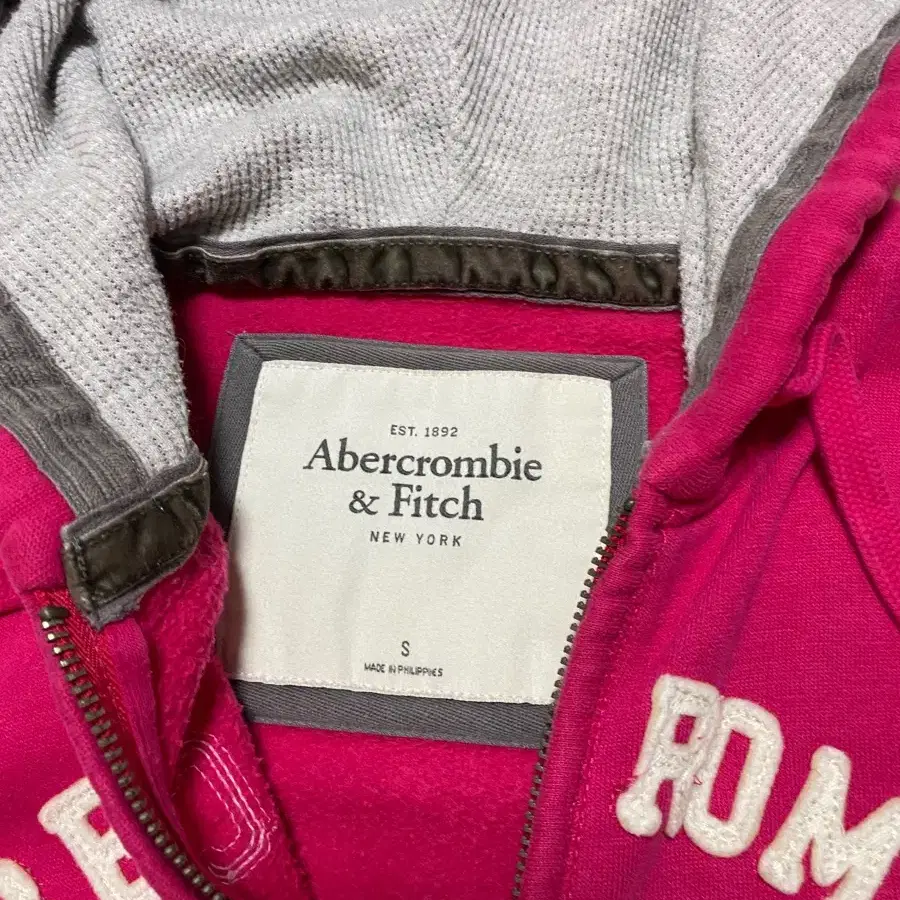 EST. 1892
Abercrombie
& Fitch
NEW YORK
S
MADE IN PHILIPPINES
ROM